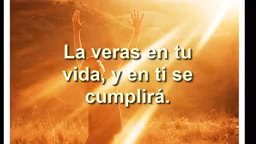 La veras en tu
vida, y en ti se
cumplirá.